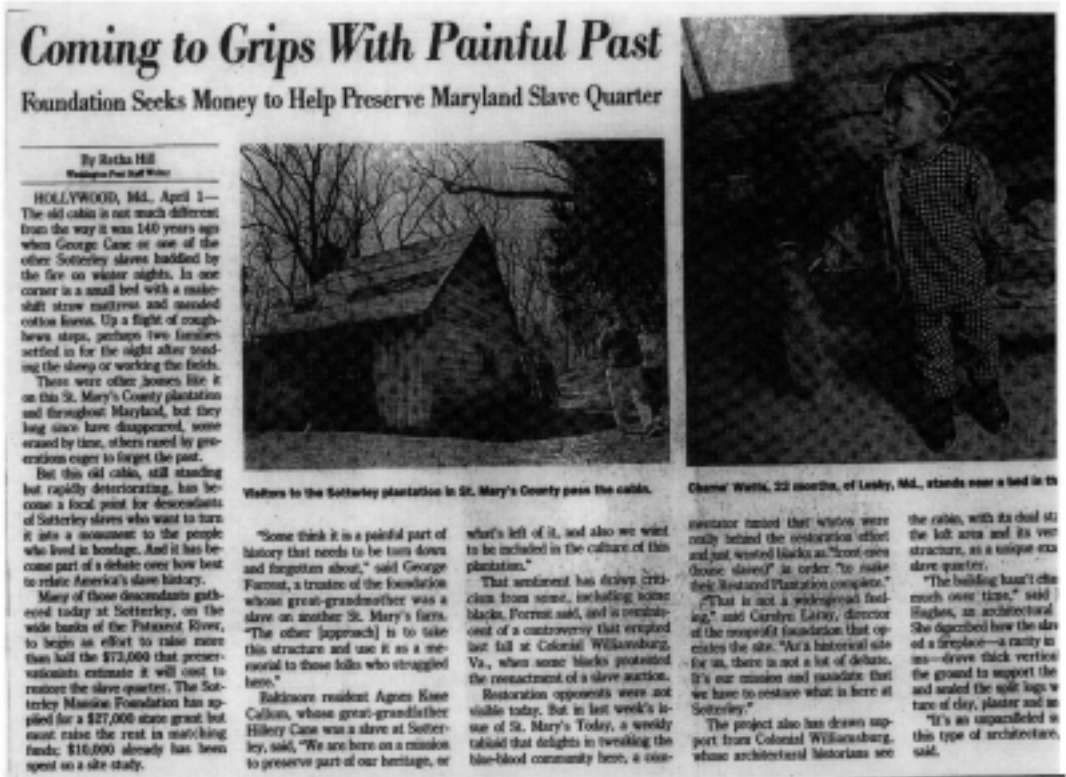 Coming to Grips With Painful Past
Foundation Seeks Money to Help Preserve Maryland Slave Quarter
By Retha Hill
Washington Post Staff Writer
HOLLYWOOD, Md., April 1—
The old cabin is not much different
from the way it was 140 years ago
when George Cane or one of the
other Sotterley slaves huddled by
the fire on winter nights. In one
corner is a small bed with a make-
shift straw mattress and mended
cotton linens. Up a flight of rough-
hewn steps, perhaps two families
settled in for the night after tend-
ing the sheep or working the fields.
There were other homes like it
on this St. Mary's County plantation
and throughout Maryland, but they
long since have disappeared, some
erased by time, others razed by gen-
erations eager to forget the past.
But this old cabin, still standing
but rapidly deteriorating, has be-
come a focal point for descendants
of Sotterley slaves who want to turn
it into a monument to the people
who lived in bondage. And it has be-
come part of a debate over how best
to relate America's slave history.
Many of those descendants gath-
ered today at Sotterley, on the
wide banks of the Patuxent River,
to begin an effort to raise more
than half the $73,000 that preser-
vationists estimate it will cost to
restore the slave quarter. The Sot-
terley Mansion Foundation has ap-
plied for a $27,000 state grant but
must raise the rest in matching
funds; $10,000 already has been
spent on a site study.
Visitors to the Sotterley plantation in St. Mary's County pass the cabin.
"Some think it is a painful part of
history that needs to be torn down
and forgotten about," said George
Forrest, a trustee of the foundation
whose great-grandmother was a
slave on another St. Mary's farm.
"The other [approach] is to take
this structure and use it as a me-
morial to those folks who struggled
here."
Baltimore resident Agnes Kane
Callum, whose great-grandfather
Hillery Cane was a slave at Sotter-
ley, said, "We are here on a mission
to preserve part of our heritage, or
what's left of it, and also we want
to be included in the culture of this
plantation."
That sentiment has drawn criti-
cism from some, including some
blacks, Forrest said, and is reminis-
cent of a controversy that erupted
last fall at Colonial Williamsburg,
Va., when some blacks protested
the reenactment of a slave auction.
Restoration opponents were not
visible today. But in last week's is-
sue of St. Mary's Today, a weekly
tabloid that delights in tweaking the
blue-blood community here, a com-
22 months, of Md., stands near a bed in th
mentator hinted that whites were
really behind the restoration effort
and just wanted blacks as
(house slaves)" in order "to make
their Restored Plantation complete."
"That is not a widespread feel-
ing," said Carolyn Laray, director
of the nonprofit foundation that op-
erates the site. "As a historical site
for us, there is not a lot of debate.
It's our mission and mandate that
we have to restore what is here at
Sotterley."
The project also has drawn sup-
port from Colonial Williamsburg,
whose architectural historians see
the cabin, with its dual sta
the loft area and its ver
structure, as a unique exa
slave quarter.
"The building hasn't cha
much over time," said
Hughes, an architectural
She described how the slav
of a fireplace—a rarity in
ms—drove thick vertical
the ground to support the
and sealed the split logs w
ture of clay, plaster and an
"It's an unparalleled
this type of architecture,
said.